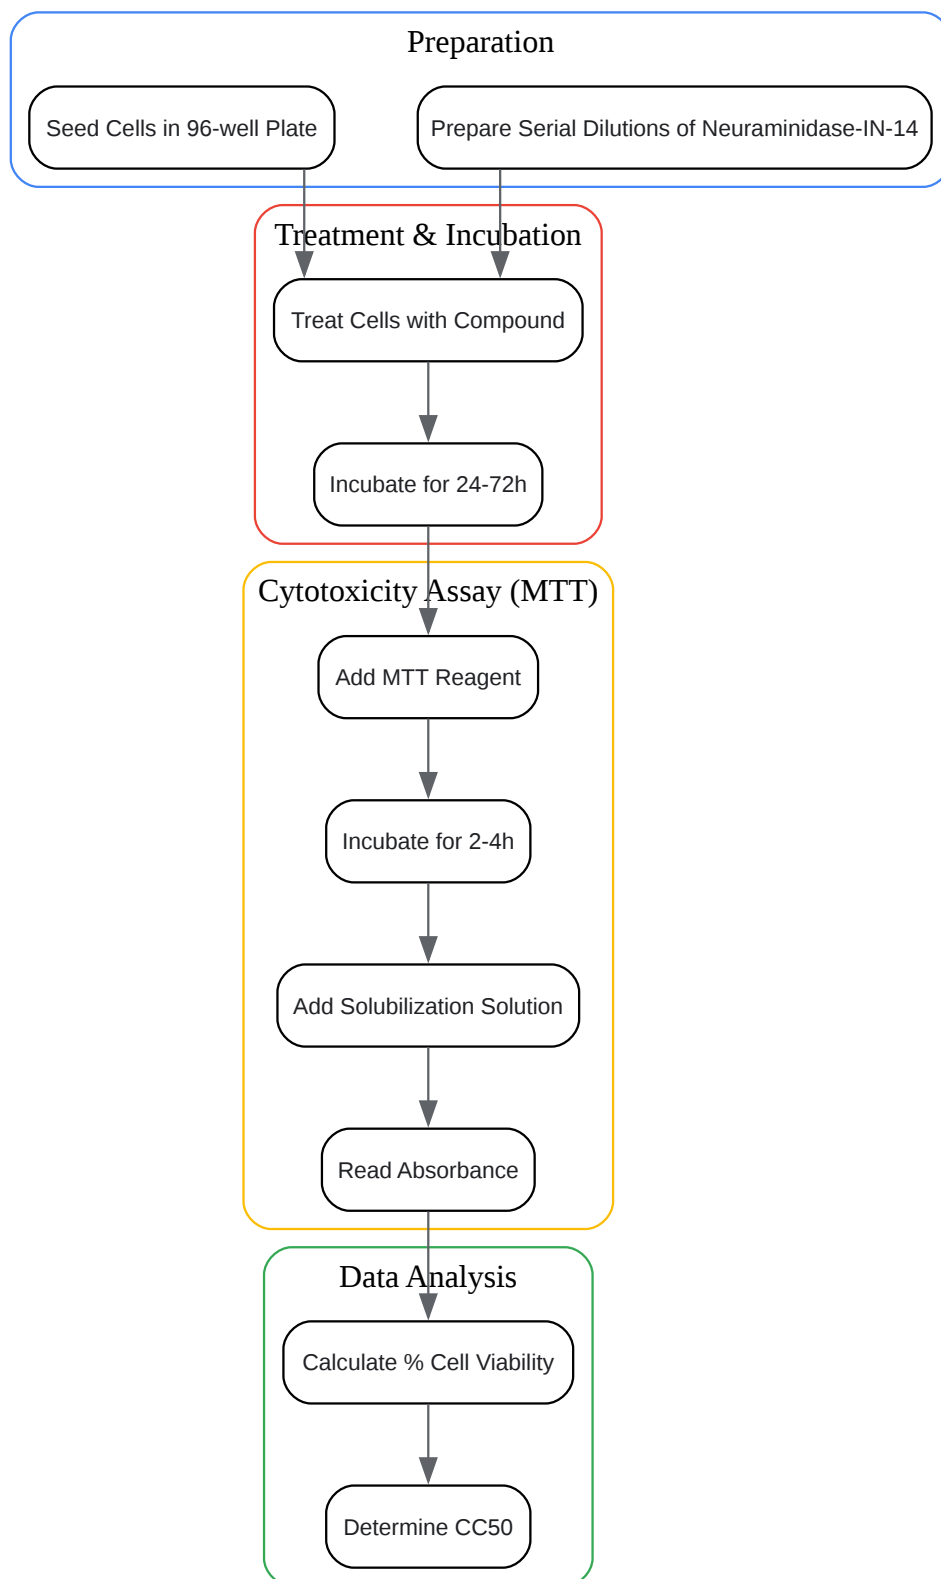 Preparation
Seed Cells in 96-well Plate
Prepare Serial Dilutions of Neuraminidase-IN-14
Treatment & Incubation
Treat Cells with Compound
Incubate for 24-72h
Cytotoxicity Assay (MTT)
Add MTT Reagent
Incubate for 2-4h
Add Solubilization Solution
Read Absorbance
Data Analysis
Calculate % Cell Viability
Determine CC50